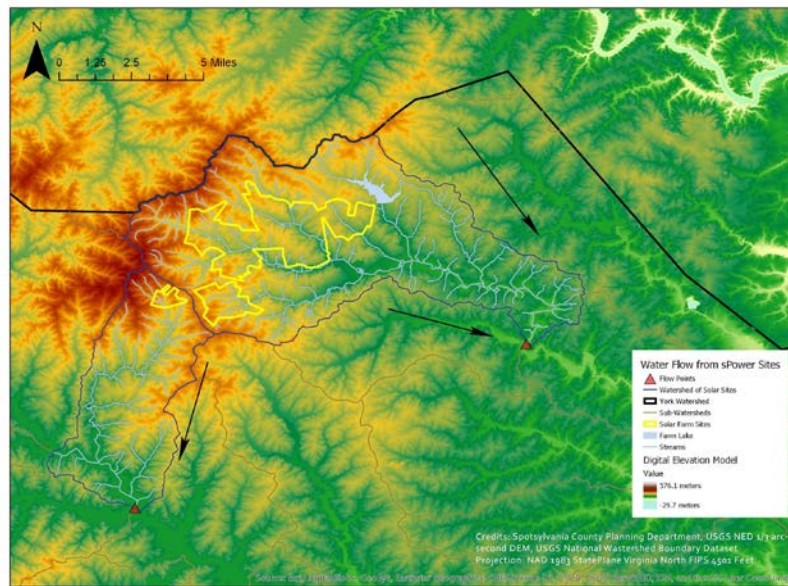 N
0 1.25 2.5 5 Miles
Water Flow from sPower Sites
Flow Points
Watershed of Solar Sites
York Watershed
Sub-Watersheds
Solar Farm Sites
Farm Lake
Streams
Digital Elevation Model
Value
576.1 meters
-29.7 meters
Credits: Spotsylvania County Planning Department, USGS NED 1/3 arc-
second DEM, USGS National Wastershed Boundary Dataset
Projection: NAD 1983 StatePlane Virginia North FIPS 4501 Feet